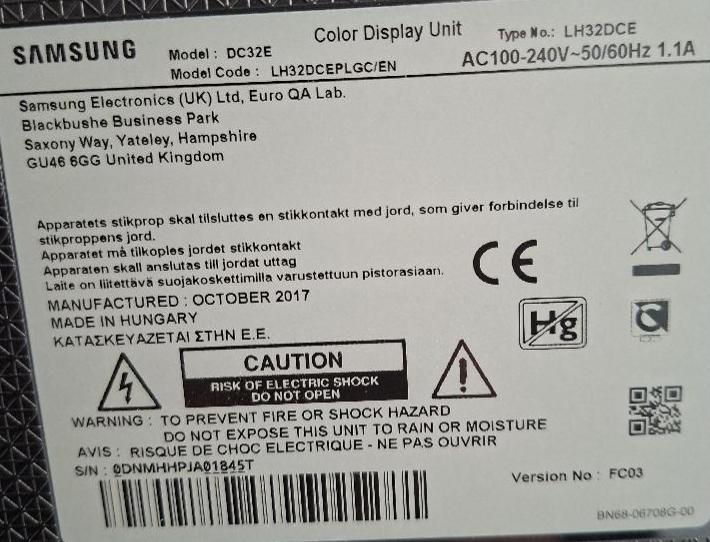 SAMSUNG
Color Display Unit
Type No.: LH32DCE
Model : DC32E
Model Code : LH32DCEPLGC/EN
AC100-240V~50/60Hz 1.1A
Samsung Electronics (UK) Ltd, Euro QA Lab.
Blackbushe Business Park
Saxony Way, Yateley, Hampshire
GU46 6GG United Kingdom
Apparatets stikprop skal tilsluttes en stikkontakt med jord, som giver forbindelse til
stikproppens jord.
Apparatet må tilkoples jordet stikkontakt
Apparaten skall anslutas till jordat uttag
Laite on liitettävä suojakoskettimilla varustettuun pistorasiaan.
MANUFACTURED : OCTOBER 2017
MADE IN HUNGARY
ΚΑΤΑΣΚΕΥΑΖΕΤΑΙ ΣΤΗΝ Ε.Ε.
CE
Hg
CAUTION
RISK OF ELECTRIC SHOCK
DO NOT OPEN
WARNING : TO PREVENT FIRE OR SHOCK HAZARD
DO NOT EXPOSE THIS UNIT TO RAIN OR MOISTURE
AVIS : RISQUE DE CHOC ELECTRIQUE - NE PAS OUVRIR
S/N : 0DNMHHPJA01845T
Version No : FC03
BN68-06708G-00